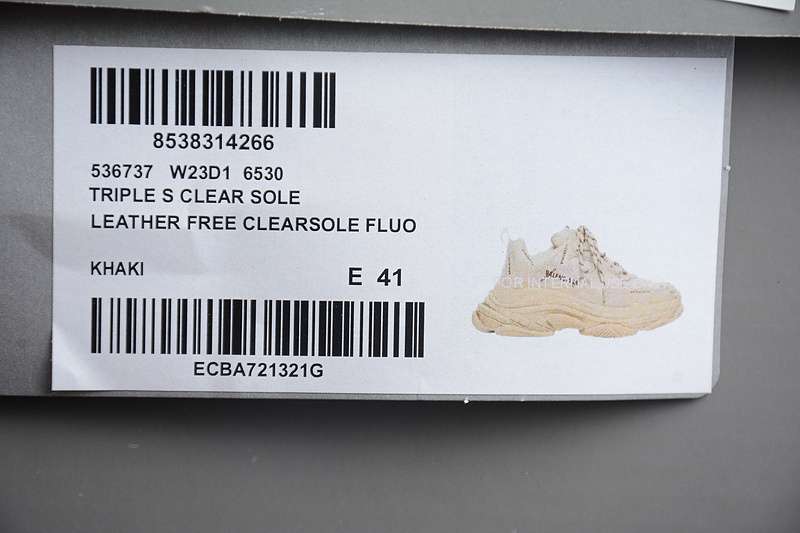 8538314266
536737 W23D1 6530
TRIPLE S CLEAR SOLE
LEATHER FREE CLEARSOLE FLUO
KHAKI
E 41
ECBA721321G